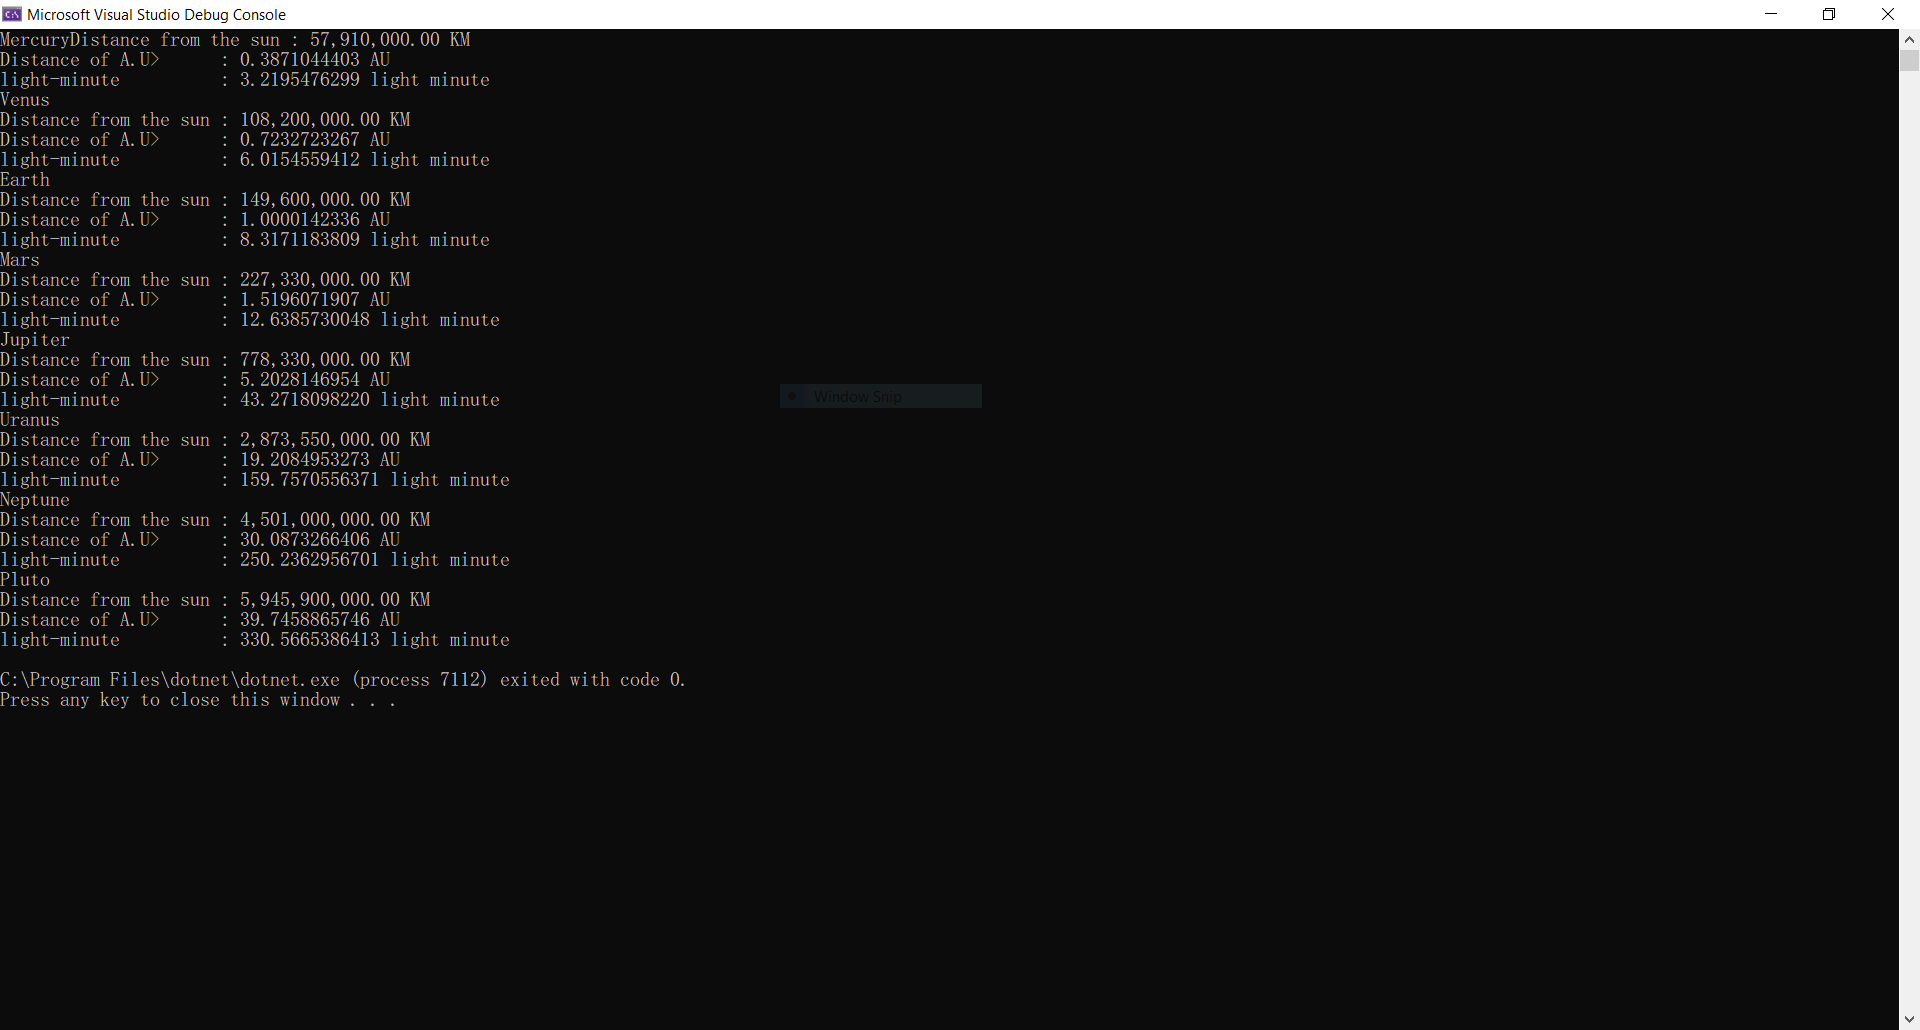 Microsoft Visual Studio Debug Console
MercuryDistance from the sun : 57,910,000.00 KM
Distance of A.U>      : 0.3871044403 AU
light-minute          : 3.2195476299 light minute
Venus
Distance from the sun : 108,200,000.00 KM
Distance of A.U>      : 0.7232723267 AU
light-minute          : 6.0154559412 light minute
Earth
Distance from the sun : 149,600,000.00 KM
Distance of A.U>      : 1.0000142336 AU
light-minute          : 8.3171183809 light minute
Mars
Distance from the sun : 227,330,000.00 KM
Distance of A.U>      : 1.5196071907 AU
light-minute          : 12.6385730048 light minute
Jupiter
Distance from the sun : 778,330,000.00 KM
Distance of A.U>      : 5.2028146954 AU
light-minute          : 43.2718098220 light minute
Window Snip
Uranus
Distance from the sun : 2,873,550,000.00 KM
Distance of A.U>      : 19.2084953273 AU
light-minute          : 159.7570556371 light minute
Neptune
Distance from the sun : 4,501,000,000.00 KM
Distance of A.U>      : 30.0873266406 AU
light-minute          : 250.2362956701 light minute
Pluto
Distance from the sun : 5,945,900,000.00 KM
Distance of A.U>      : 39.7458865746 AU
light-minute          : 330.5665386413 light minute
C:\Program Files\dotnet\dotnet.exe (process 7112) exited with code 0.
Press any key to close this window . . .